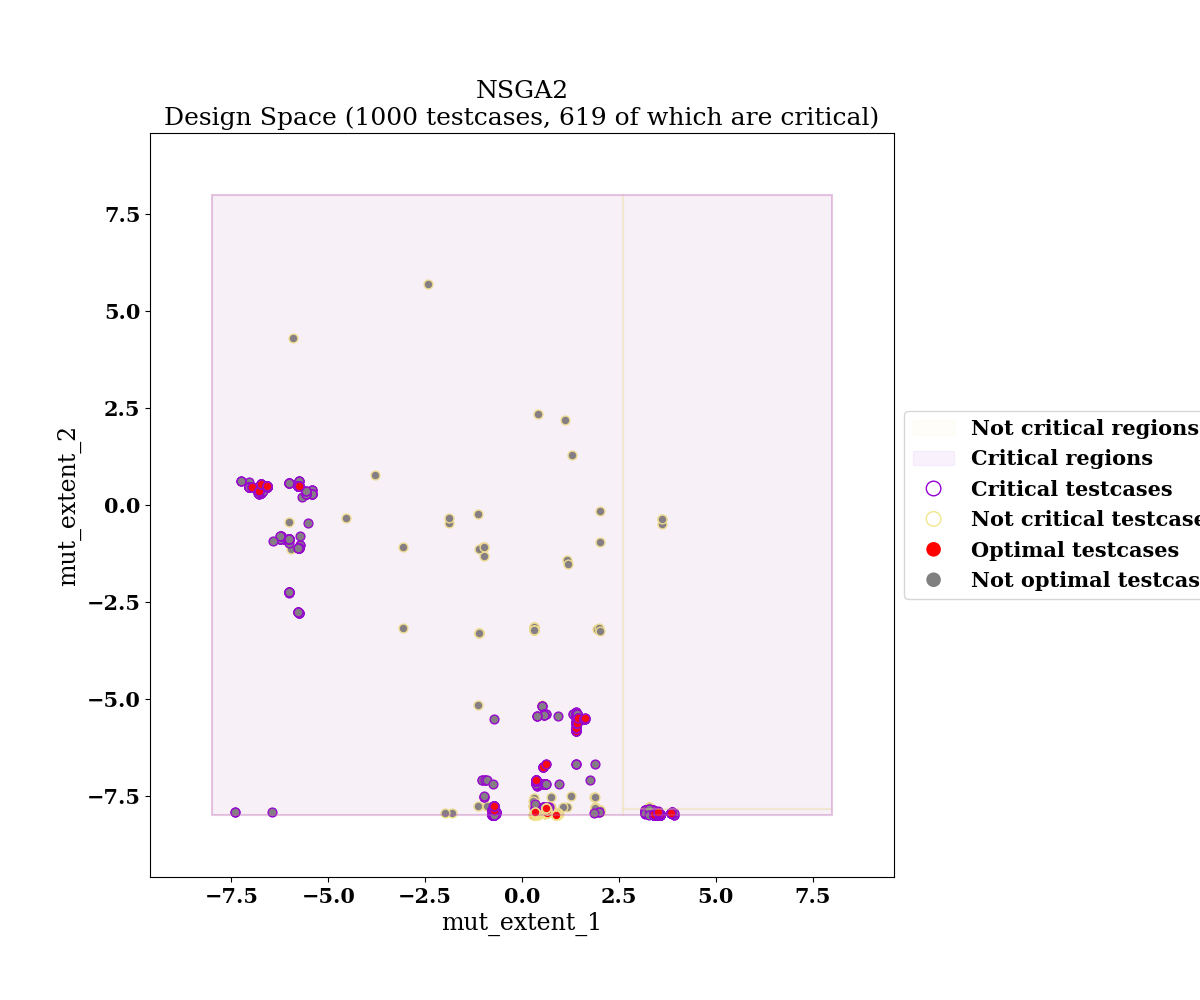 NSGA2
Design Space (1000 testcases, 619 of which are critical)
7.5
5.0
2.5
0.0
−2.5
−5.0
−7.5
mut_extent_2
−7.5 −5.0 −2.5 0.0 2.5 5.0 7.5
mut_extent_1
Not critical regions
Critical regions
Critical testcases
Not critical testcase
Optimal testcases
Not optimal testcas